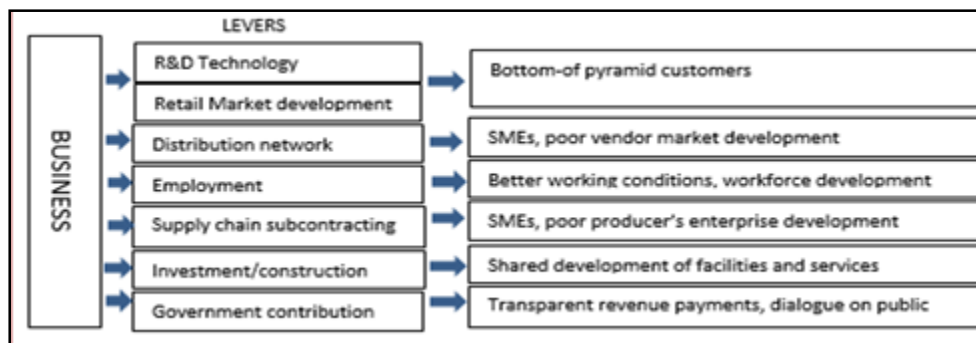 LEVERS
BUSINESS
R&D Technology
Bottom-of pyramid customers
Retail Market development
Distribution network
SMEs, poor vendor market development
Employment
Better working conditions, workforce development
Supply chain subcontracting
SMEs, poor producer's enterprise development
Investment/construction
Shared development of facilities and services
Government contribution
Transparent revenue payments, dialogue on public